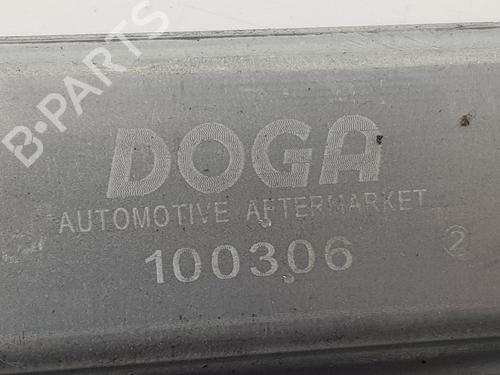 B-PARTS
DOGA
AUTOMOTIVE AFTERMARKET
100306
2